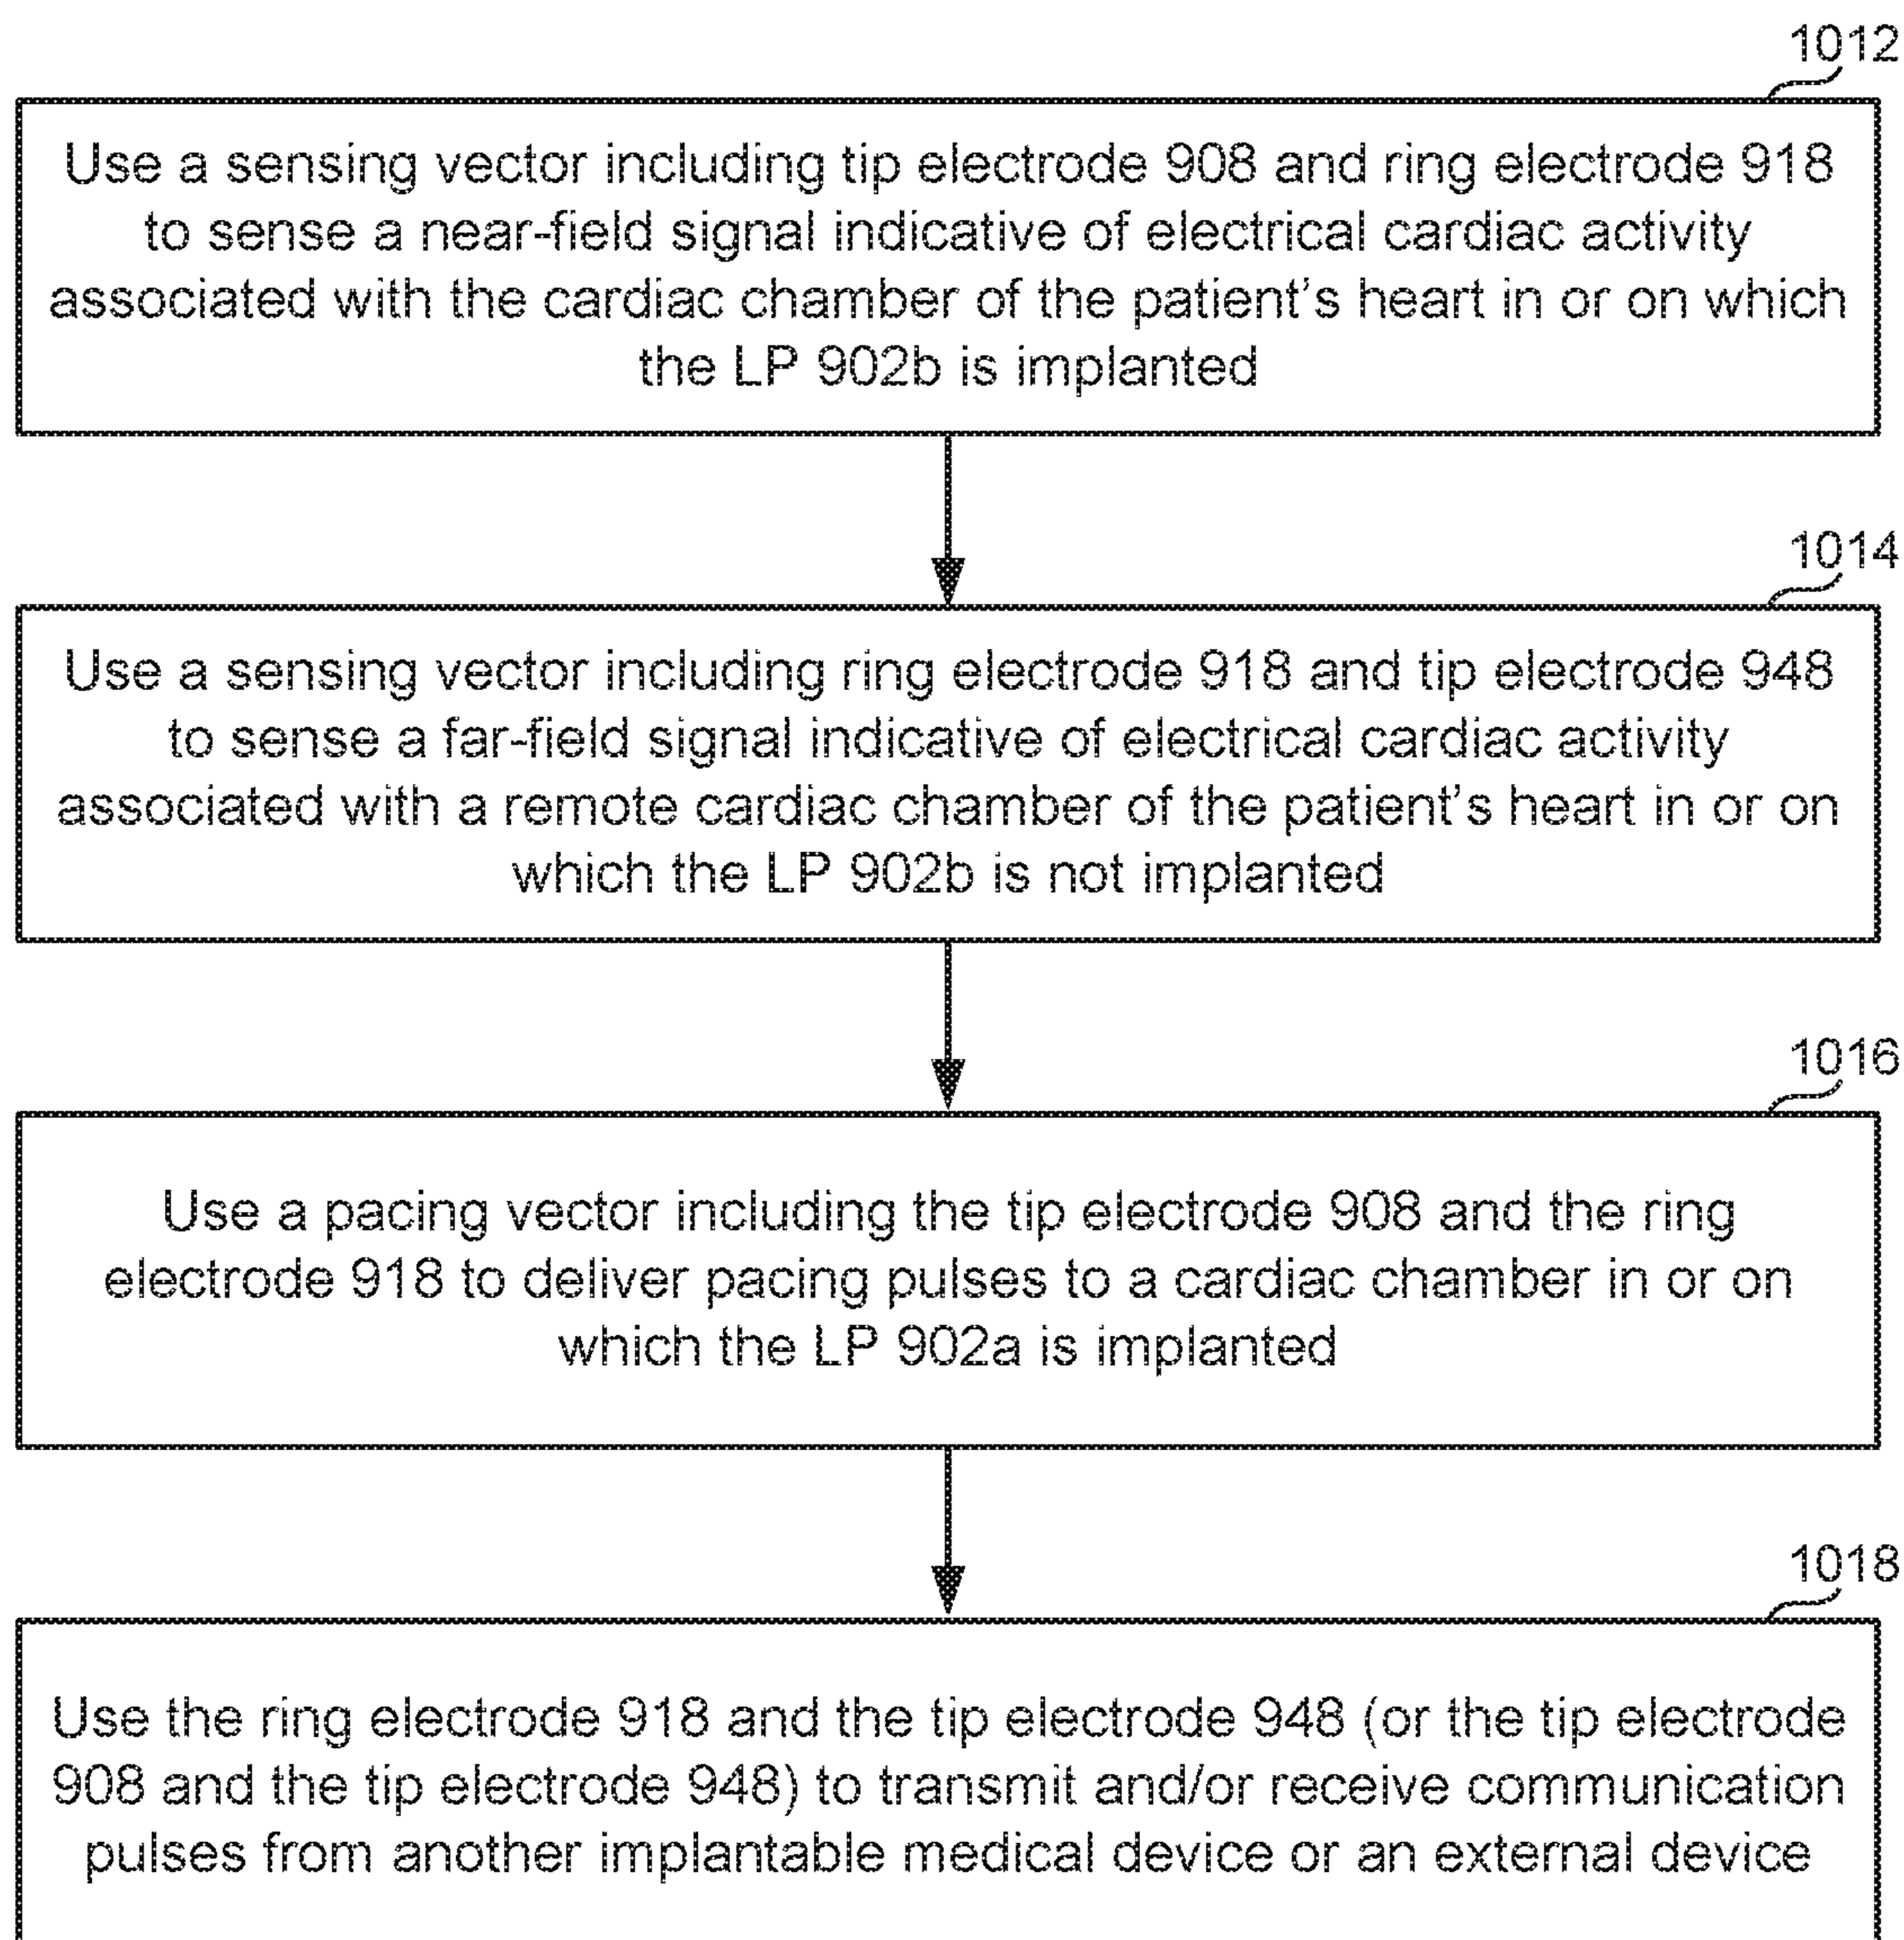 1012
Use a sensing vector including tip electrode 908 and ring electrode 918
to sense a near-field signal indicative of electrical cardiac activity
associated with the cardiac chamber of the patient's heart in or on which
the LP 902b is implanted
1014
Use a sensing vector including ring electrode 918 and tip electrode 948
to sense a far-field signal indicative of electrical cardiac activity
associated with a remote cardiac chamber of the patient's heart in or on
which the LP 902b is not implanted
1016
Use a pacing vector including the tip electrode 908 and the ring
electrode 918 to deliver pacing pulses to a cardiac chamber in or on
which the LP 902a is implanted
1018
Use the ring electrode 918 and the tip electrode 948 (or the tip electrode
908 and the tip electrode 948) to transmit and/or receive communication
pulses from another implantable medical device or an external device